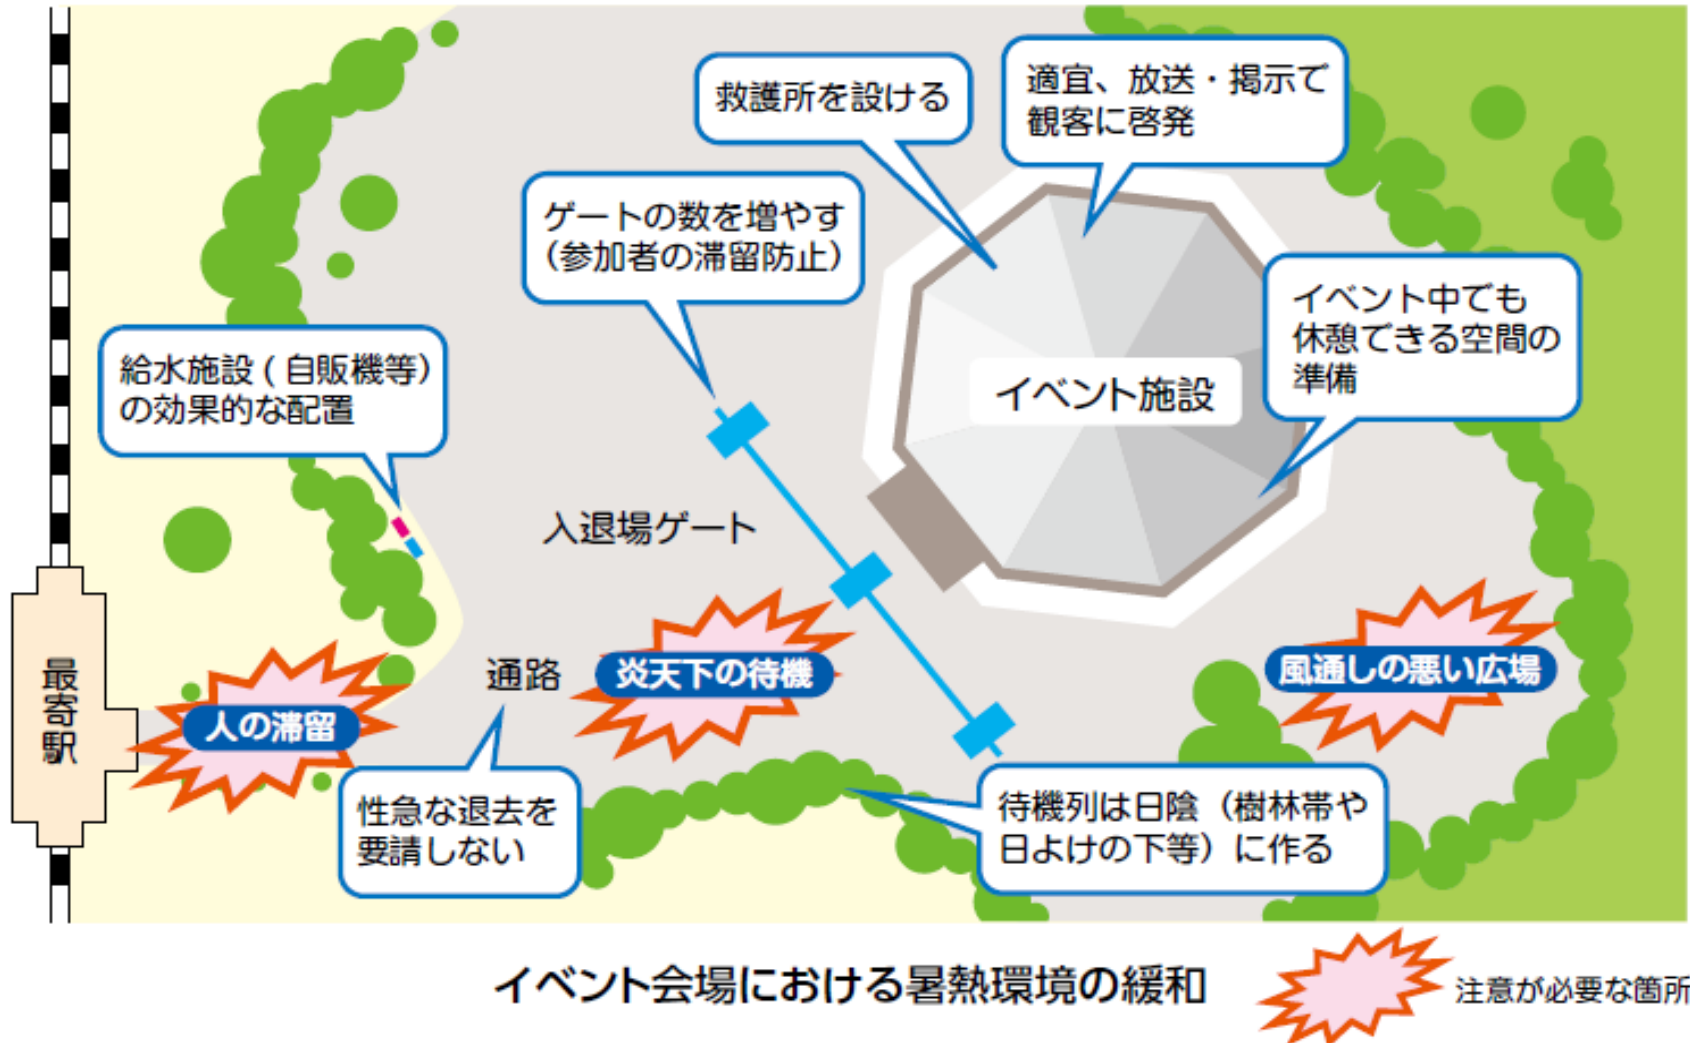 救護所を設ける
適宜、放送・掲示で
観客に啓発
ゲートの数を増やす
（参加者の滞留防止）
イベント中でも
休憩できる空間の
準備
給水施設（自販機等）
の効果的な配置
イベント施設
入退場ゲート
最寄駅
人の滞留
通路
炎天下の待機
風通しの悪い広場
性急な退去を
要請しない
待機列は日陰（樹林帯や
日よけの下等）に作る
イベント会場における暑熱環境の緩和
注意が必要な箇所